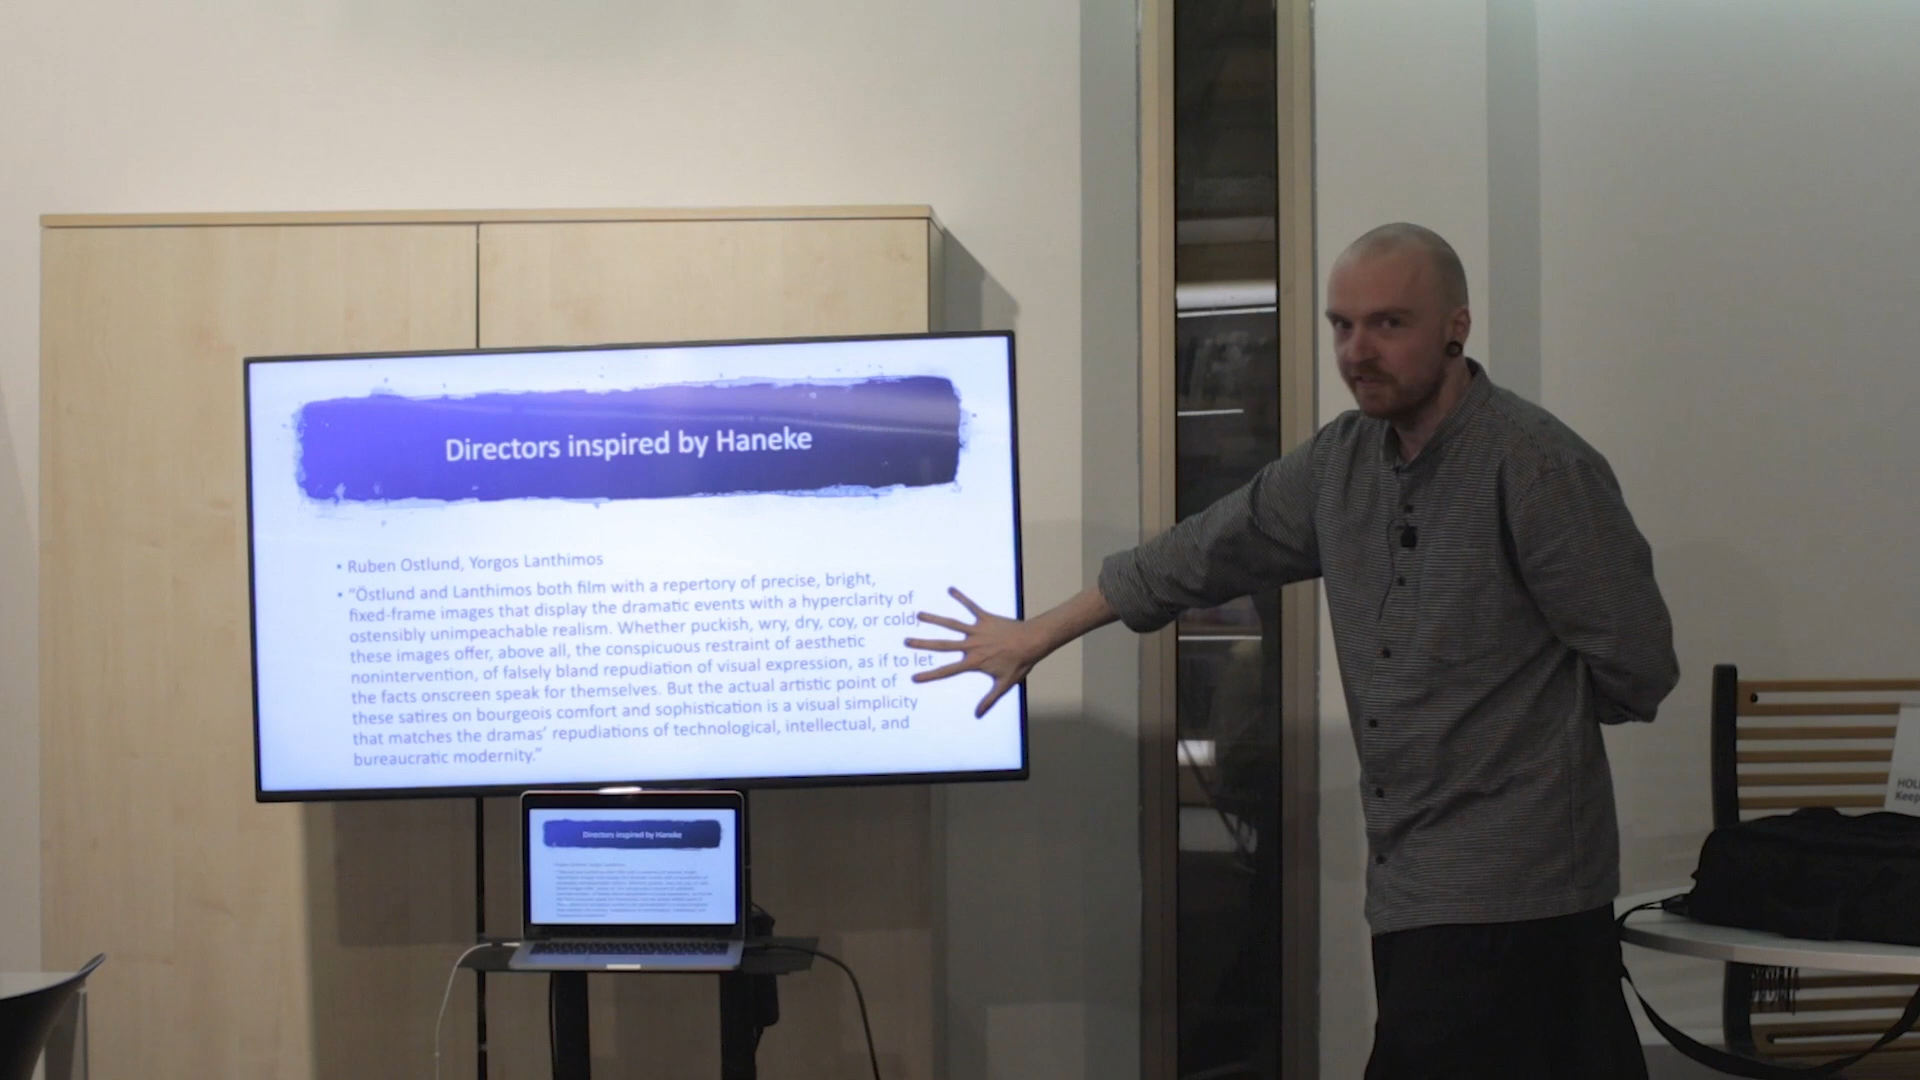 Directors inspired by Haneke
• Ruben Ostlund, Yorgos Lanthimos
• "Östlund and Lanthimos both film with a repertory of precise, bright,
fixed-frame images that display the dramatic events with a hyperclarity of
ostensibly unimpeachable realism. Whether puckish, wry, dry, coy, or cold,
these images offer, above all, the conspicuous restraint of aesthetic
nonintervention, of falsely bland repudiation of visual expression, as if to let
the facts onscreen speak for themselves. But the actual artistic point of
these satires on bourgeois comfort and sophistication is a visual simplicity
that matches the dramas' repudiations of technological, intellectual, and
bureaucratic modernity."
Directors inspired by Haneke
Keep